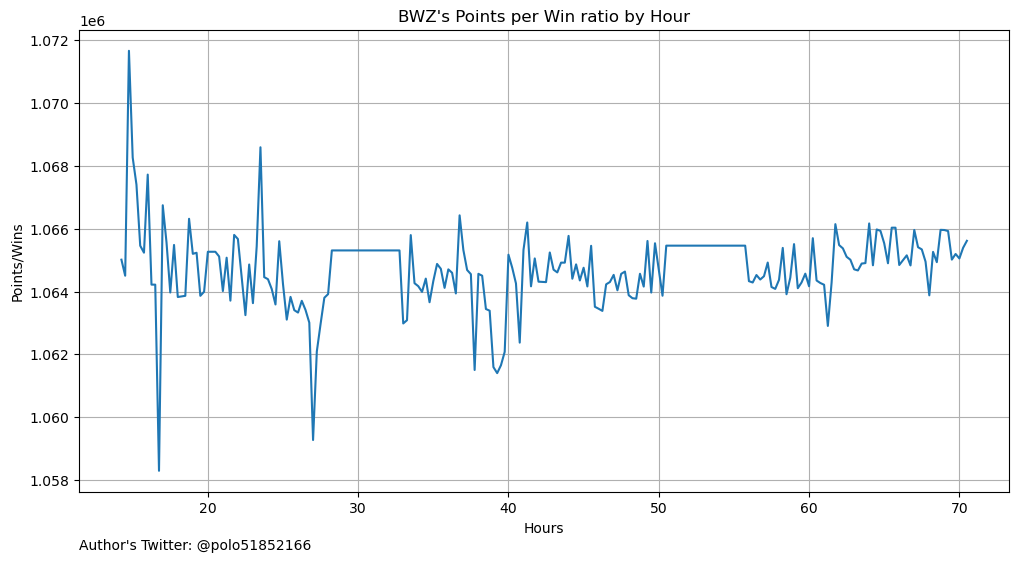 BWZ's Points per Win ratio by Hour
1e6
1.072
1.070
1.068
1.066
1.064
1.062
1.060
1.058
Points/Wins
20 30 40 50 60 70
Hours
Author's Twitter: @polo51852166